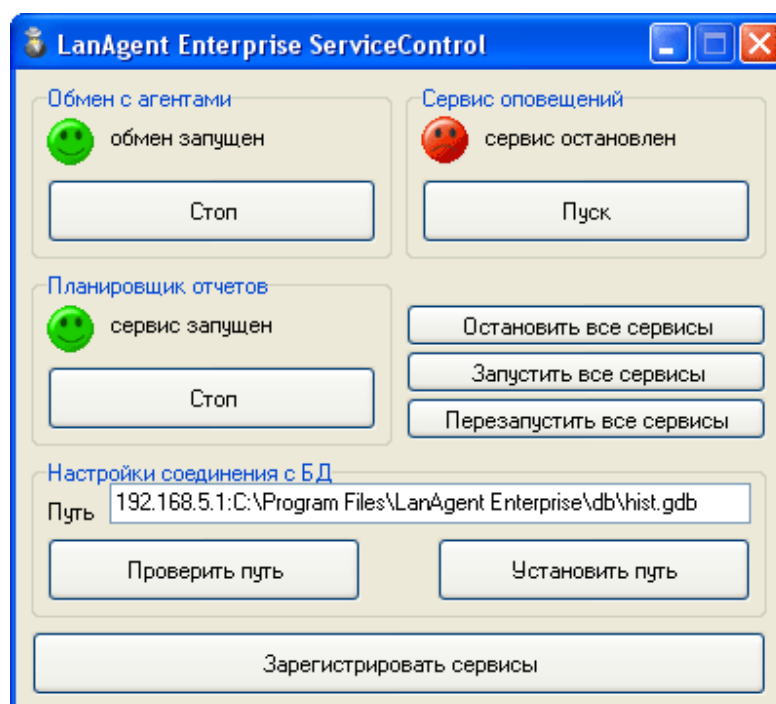 LanAgent Enterprise ServiceControl
Обмен с агентами
обмен запущен
Стоп
Сервис оповещений
сервис остановлен
Пуск
Планировщик отчетов
сервис запущен
Стоп
Остановить все сервисы
Запустить все сервисы
Перезапустить все сервисы
Настройки соединения с БД
Путь 192.168.5.1:C:\Program Files\LanAgent Enterprise\db\hist.gdb
Проверить путь
Установить путь
Зарегистрировать сервисы